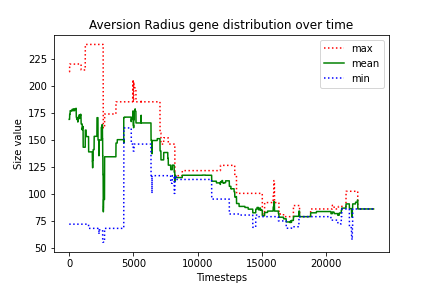 Aversion Radius gene distribution over time
max
mean
min
Size value
225
200
175
150
125
100
75
50
0
5000
10000
15000
20000
Timesteps